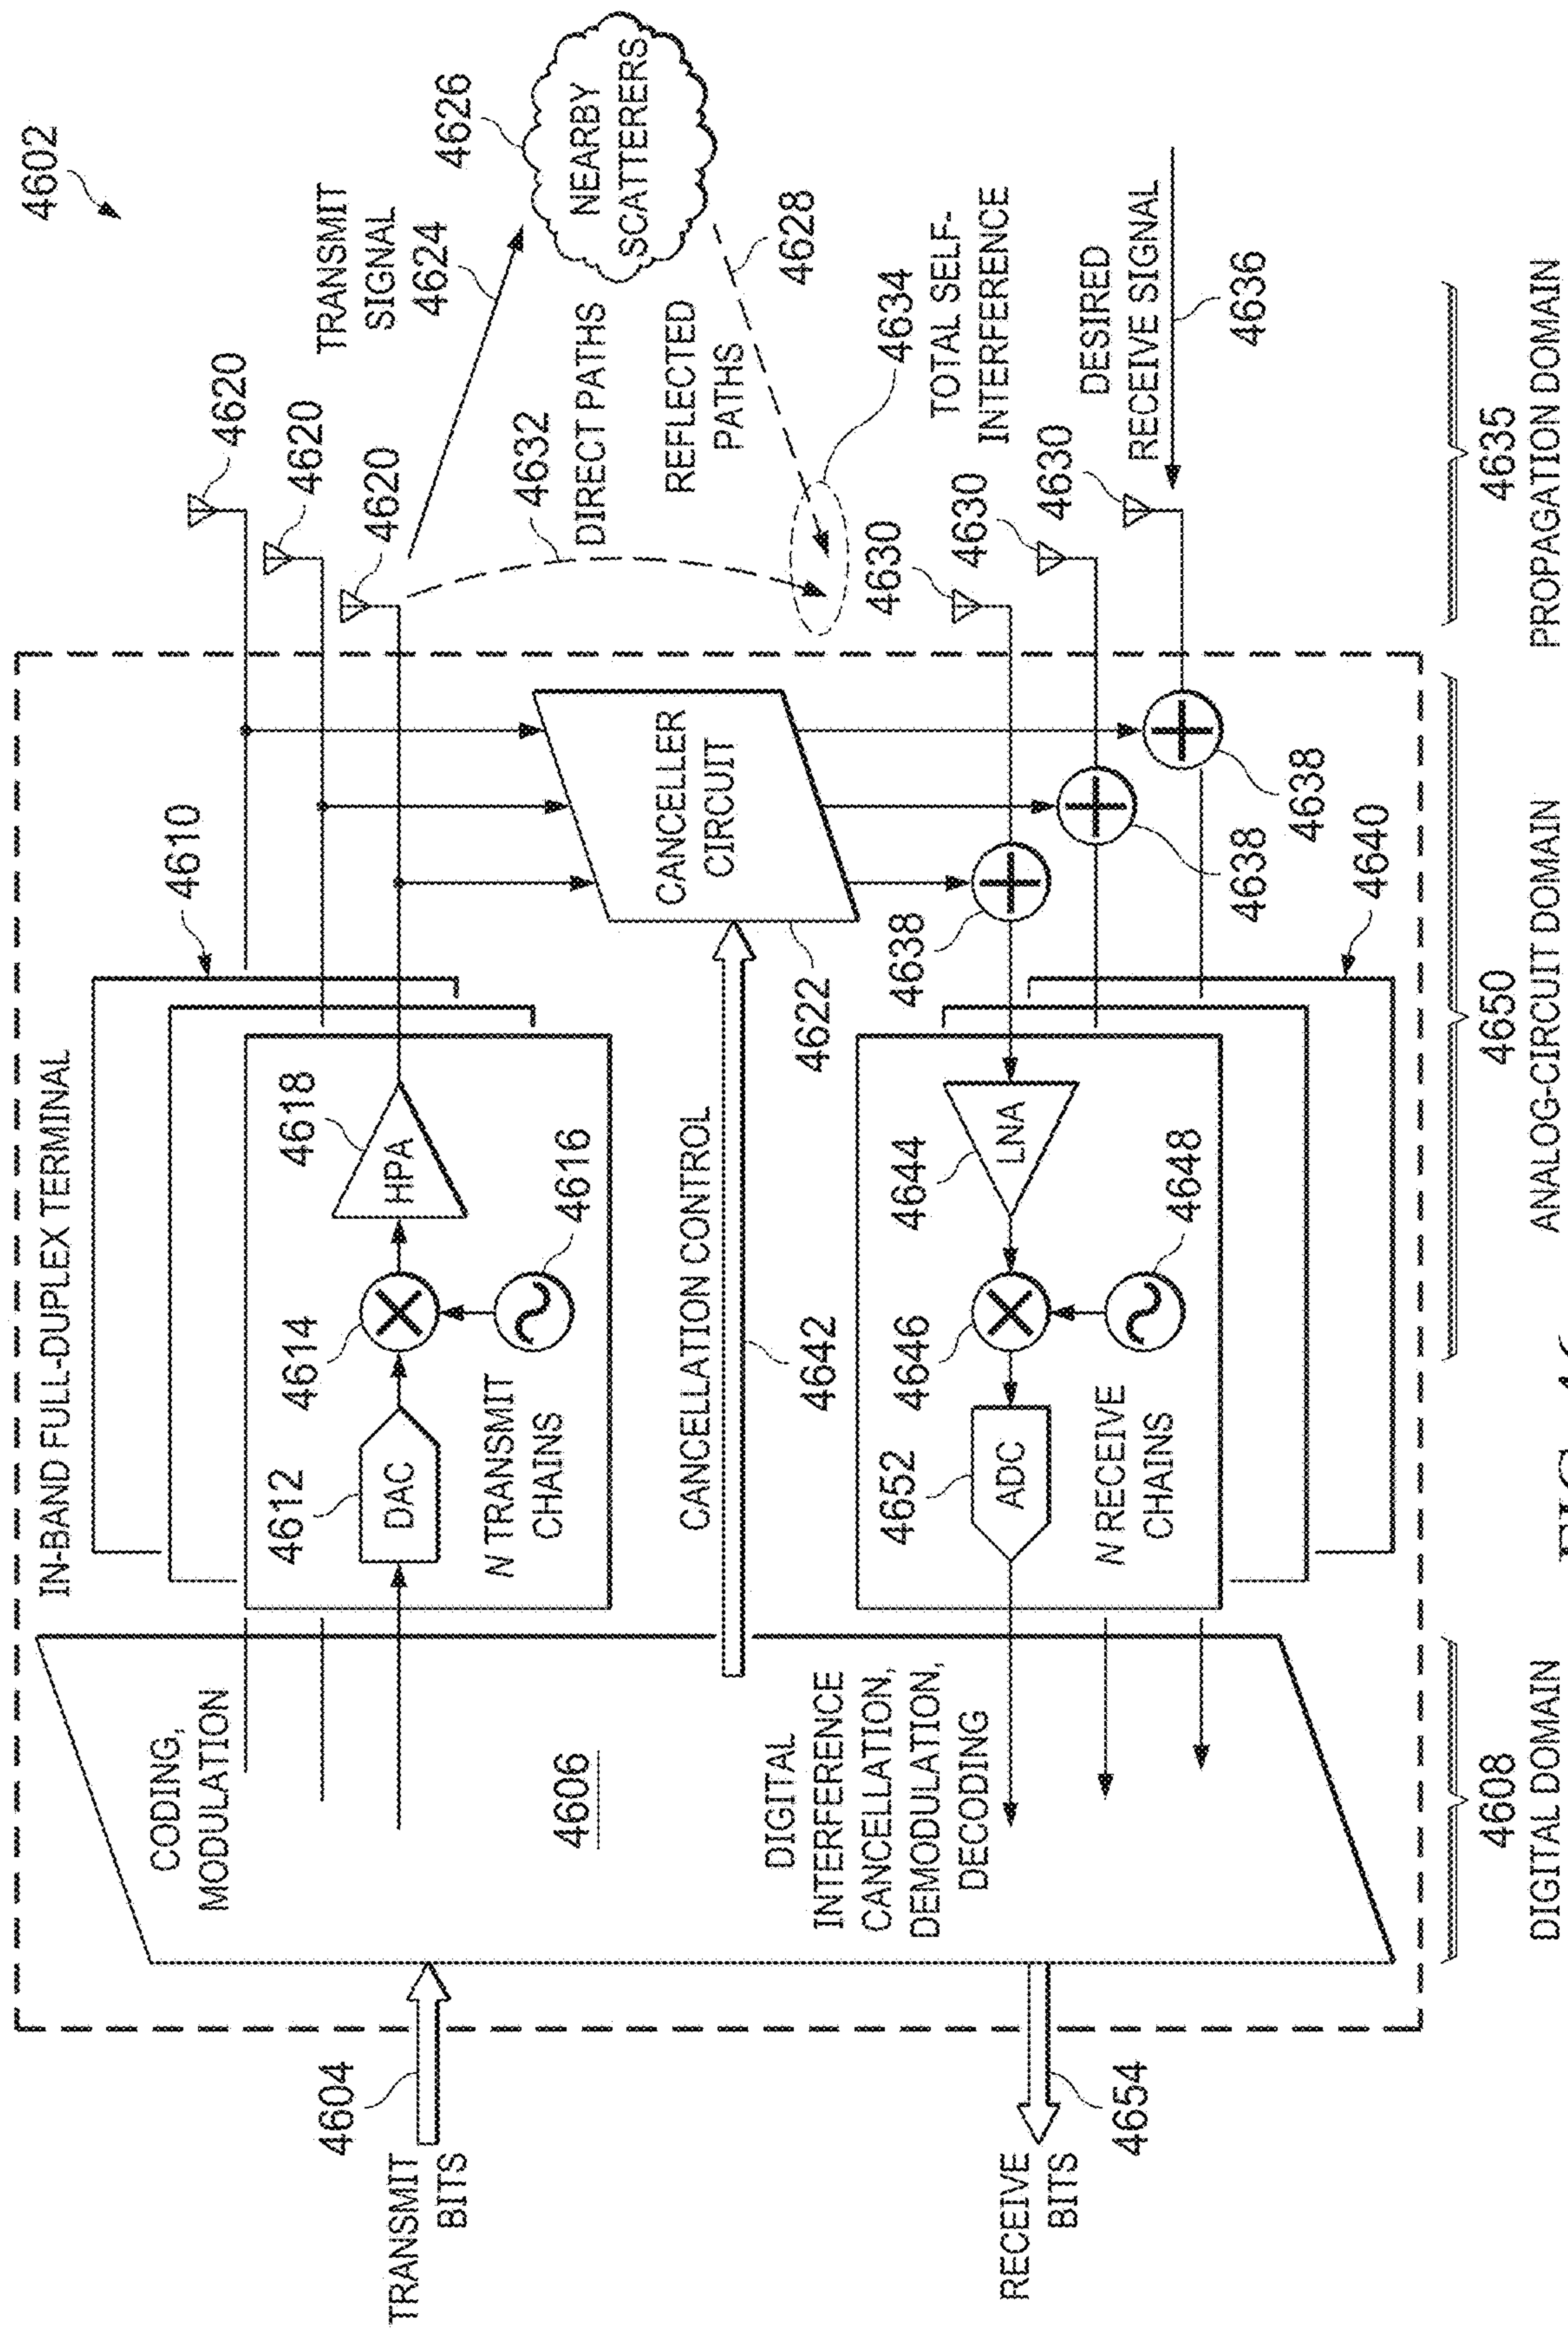 4602
IN-BAND FULL-DUPLEX TERMINAL
4610
4620
4620
4620
TRANSMIT
SIGNAL
4624
4626
NEARBY
SCATTERERS
CODING,
MODULATION
4612
DAC
4614
4616
4618
HPA
N TRANSMIT
CHAINS
4604
TRANSMIT
BITS
4606
4632
DIRECT PATHS
REFLECTED
PATHS
4628
4634
TOTAL SELF-
INTERFERENCE
CANCELLER
CIRCUIT
4622
CANCELLATION CONTROL
4642
DIGITAL
INTERFERENCE
CANCELLATION,
DEMODULATION,
DECODING
4652
ADC
4646
4648
4644
LNA
N RECEIVE
CHAINS
4638
4638
4638
4630
4630
4630
DESIRED
RECEIVE SIGNAL
4636
4640
RECEIVE
BITS
4654
4608
DIGITAL DOMAIN
4650
ANALOG-CIRCUIT DOMAIN
4635
PROPAGATION DOMAIN